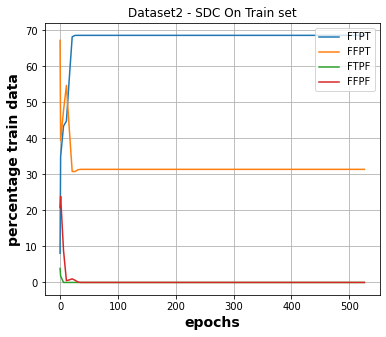 Dataset2 - SDC On Train set
FTPT
FFPT
FTPF
FFPF
percentage train data
70
60
50
40
30
20
10
0
0 100 200 300 400 500
epochs